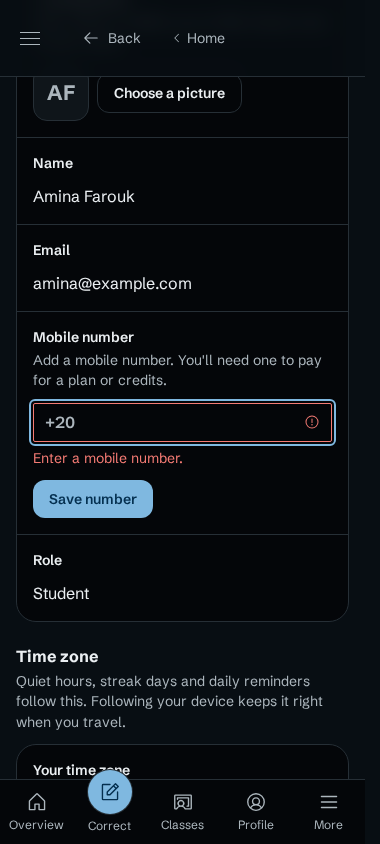 Back
Home
AF
Choose a picture
Name
Amina Farouk
Email
amina@example.com
Mobile number
Add a mobile number. You'll need one to pay
for a plan or credits.
+20
Enter a mobile number.
Save number
Role
Student
Time zone
Quiet hours, streak days and daily reminders
follow this. Following your device keeps it right
when you travel.
Your time zone
Overview
Correct
Classes
Profile
More